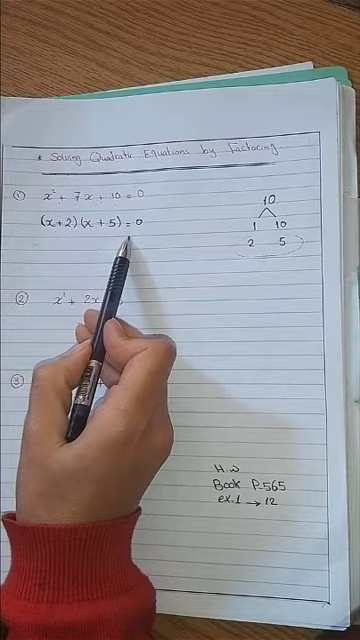 * Solving Quadratic Equations by Factoring.
① x² + 7x + 10 = 0
(x+2)(x+5) = 0
10
1 10
2 5
② x² + 2x
③
H.W
Book P-565
ex.1 → 12